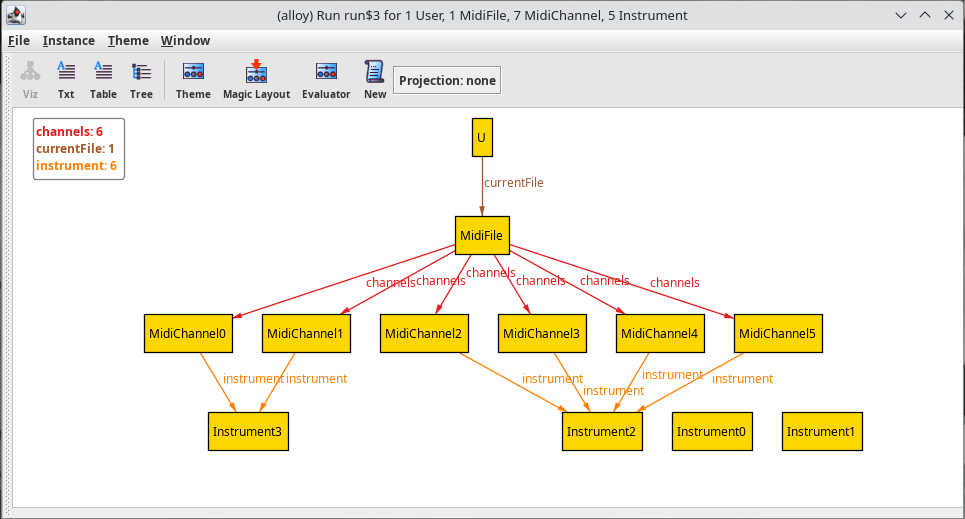 (alloy) Run run$3 for 1 User, 1 MidiFile, 7 MidiChannel, 5 Instrument
File Instance Theme Window
Viz Txt Table Tree Theme Magic Layout Evaluator New Projection: none
channels: 6
currentFile: 1
instrument: 6
U
currentFile
MidiFile
channels channels channels channels channels channels
MidiChannel0 MidiChannel1 MidiChannel2 MidiChannel3 MidiChannel4 MidiChannel5
instrument instrument instrument instrument instrument instrument
Instrument3 Instrument2 Instrument0 Instrument1